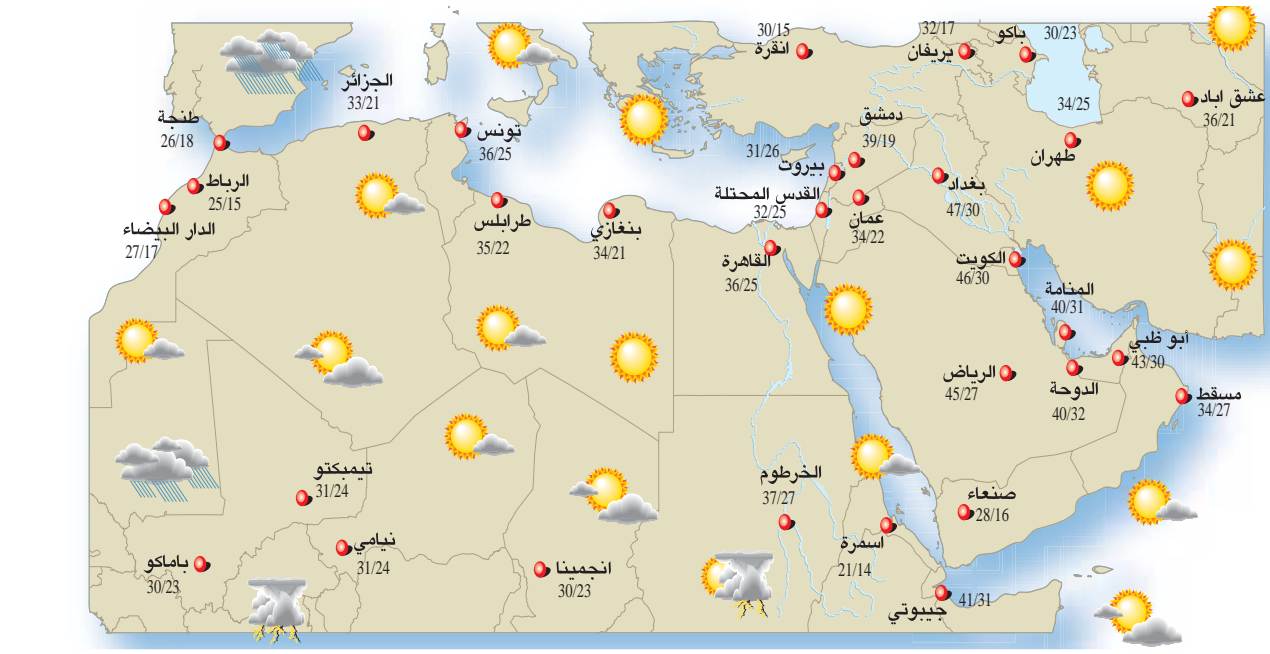 30/15
انقرة
32/17
يريفان
باكو
30/23
34/25
طهران
عشق اباد
36/21
الجزائر
33/21
طنجة
26/18
تونس
36/25
دمشق
39/19
31/26
بيروت
الرباط
25/15
القدس المحتلة
32/25
بغداد
47/30
الدار البيضاء
27/17
طرابلس
35/22
بنغازي
34/21
عمان
34/22
القاهرة
36/25
الكويت
46/30
المنامة
40/31
أبو ظبي
43/30
الرياض
45/27
الدوحة
40/32
مسقط
34/27
تيمبكتو
31/24
الخرطوم
37/27
صنعاء
28/16
نيامي
31/24
اسمرة
21/14
باماكو
30/23
انجمينا
30/23
جيبوتي
41/31